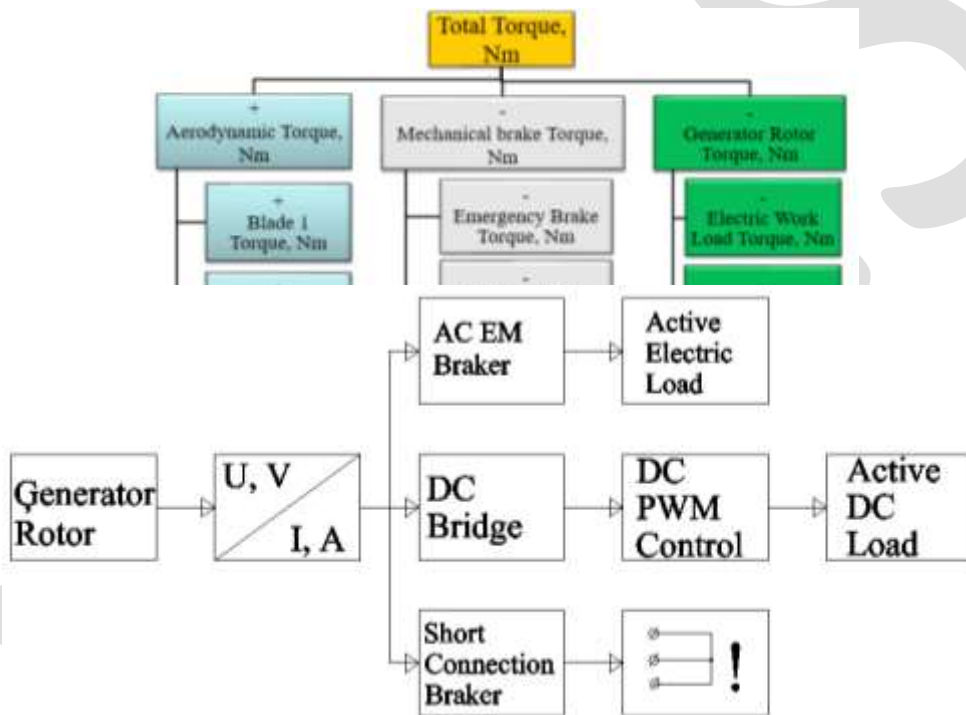 Total Torque,
Nm
+
Aerodynamic Torque,
Nm
-
Mechanical brake Torque,
Nm
-
Generator Rotor
Torque, Nm
+
Blade 1
Torque, Nm
-
Emergency Brake
Torque, Nm
-
Electric Work
Load Torque, Nm
-
AC EM
Braker
Active
Electric
Load
Generator
Rotor
U, V
I, A
DC
Bridge
DC
PWM
Control
Active
DC
Load
Short
Connection
Braker
!